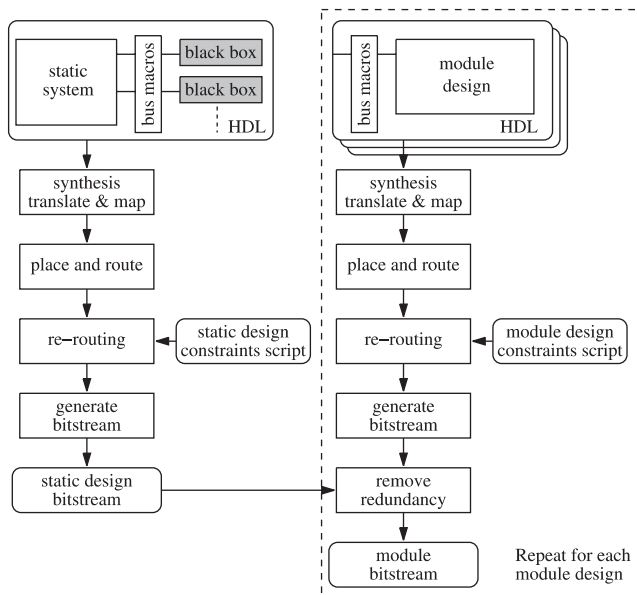 static
system
bus macros
black box
black box
HDL
synthesis
translate & map
place and route
re−routing
static design
constraints script
generate
bitstream
static design
bitstream
bus macros
module
design
HDL
synthesis
translate & map
place and route
re−routing
module design
constraints script
generate
bitstream
remove
redundancy
module
bitstream
Repeat for each
module design